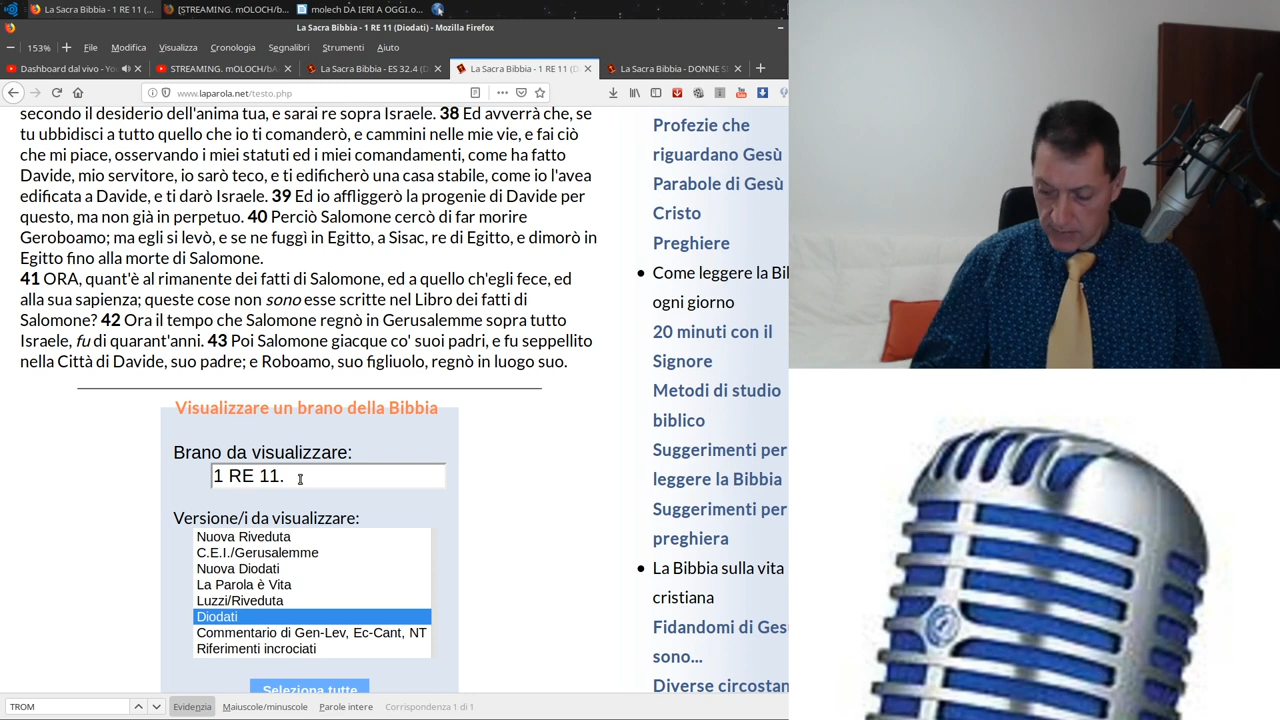 La Sacra Bibbia - 1 RE 11 (...
[STREAMING. mOLOCH/b...
molech DA IERI A OGGI.o...
La Sacra Bibbia - 1 RE 11 (Diodati) - Mozilla Firefox
153%
File
Modifica
Visualizza
Cronologia
Segnalibri
Strumenti
Aiuto
Dashboard dal vivo - Yo
STREAMING. mOLOCH/bA
La Sacra Bibbia - ES 32.4 (D
La Sacra Bibbia - 1 RE 11 (D
La Sacra Bibbia - DONNE S
www.laparola.net/testo.php
secondo il desiderio dell'anima tua, e sarai re sopra Israele. 38 Ed avverrà che, se
tu ubbidisci a tutto quello che io ti comanderò, e cammini nelle mie vie, e fai ciò
che mi piace, osservando i miei statuti ed i miei comandamenti, come ha fatto
Davide, mio servitore, io sarò teco, e ti edificherò una casa stabile, come io l'avea
edificata a Davide, e ti darò Israele. 39 Ed io affliggerò la progenie di Davide per
questo, ma non già in perpetuo. 40 Perciò Salomone cercò di far morire
Geroboamo; ma egli si levò, e se ne fuggì in Egitto, a Sisac, re di Egitto, e dimorò in
Egitto fino alla morte di Salomone.
41 ORA, quant'è al rimanente dei fatti di Salomone, ed a quello ch'egli fece, ed
alla sua sapienza; queste cose non sono esse scritte nel Libro dei fatti di
Salomone? 42 Ora il tempo che Salomone regnò in Gerusalemme sopra tutto
Israele, fu di quarant'anni. 43 Poi Salomone giacque co' suoi padri, e fu seppellito
nella Città di Davide, suo padre; e Roboamo, suo figliuolo, regnò in luogo suo.
Visualizzare un brano della Bibbia
Brano da visualizzare:
1 RE 11.
Versione/i da visualizzare:
Nuova Riveduta
C.E.I./Gerusalemme
Nuova Diodati
La Parola è Vita
Luzzi/Riveduta
Diodati
Commentario di Gen-Lev, Ec-Cant, NT
Riferimenti incrociati
Seleziona tutte
Profezie che
riguardano Gesù
Parabole di Gesù
Cristo
Preghiere
Come leggere la Bil
ogni giorno
20 minuti con il
Signore
Metodi di studio
biblico
Suggerimenti per
leggere la Bibbia
Suggerimenti per
preghiera
La Bibbia sulla vita
cristiana
Fidandomi di Ges
sono...
Diverse circostan
TROM
Evidenzia
Maiuscole/minuscole
Parole intere
Corrispondenza 1 di 1